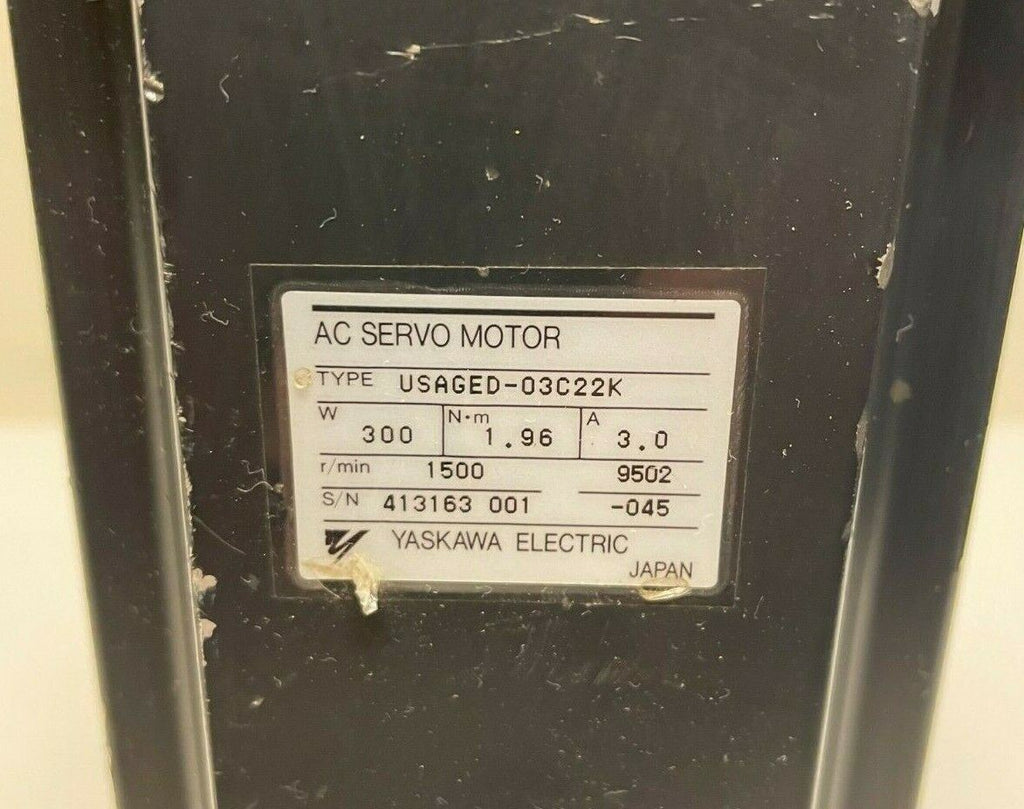 AC SERVO MOTOR
TYPE USAGED-03C22K
W 300 N·m 1.96 A 3.0
r/min 1500 9502
S/N 413163 001 -045
YASKAWA ELECTRIC
JAPAN